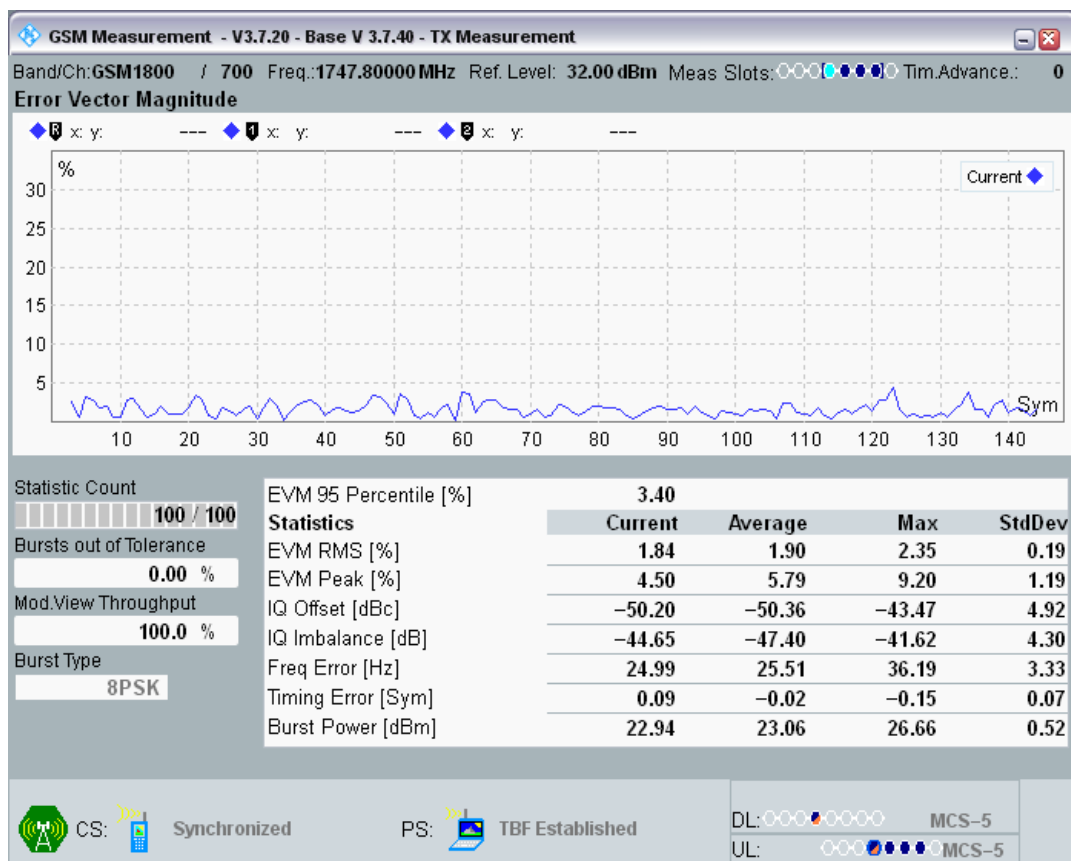 GSM Measurement - V3.7.20 - Base V 3.7.40 - TX Measurement
Band/Ch:GSM1800 / 700 Freq.:1747.80000 MHz Ref. Level: 32.00 dBm Meas Slots: Tim.Advance.: 0
Error Vector Magnitude
R x: y: --- 1 x: y: --- 2 x: y: ---
%
Current
30
25
20
15
10
5
Sym
10 20 30 40 50 60 70 80 90 100 110 120 130 140
Statistic Count
100 / 100
Bursts out of Tolerance
0.00 %
Mod.View Throughput
100.0 %
Burst Type
8PSK
EVM 95 Percentile [%] 3.40
Statistics Current Average Max StdDev
EVM RMS [%] 1.84 1.90 2.35 0.19
EVM Peak [%] 4.50 5.79 9.20 1.19
IQ Offset [dBc] −50.20 −50.36 −43.47 4.92
IQ Imbalance [dB] −44.65 −47.40 −41.62 4.30
Freq Error [Hz] 24.99 25.51 36.19 3.33
Timing Error [Sym] 0.09 −0.02 −0.15 0.07
Burst Power [dBm] 22.94 23.06 26.66 0.52
CS: Synchronized PS: TBF Established
DL: MCS−5
UL: MCS−5